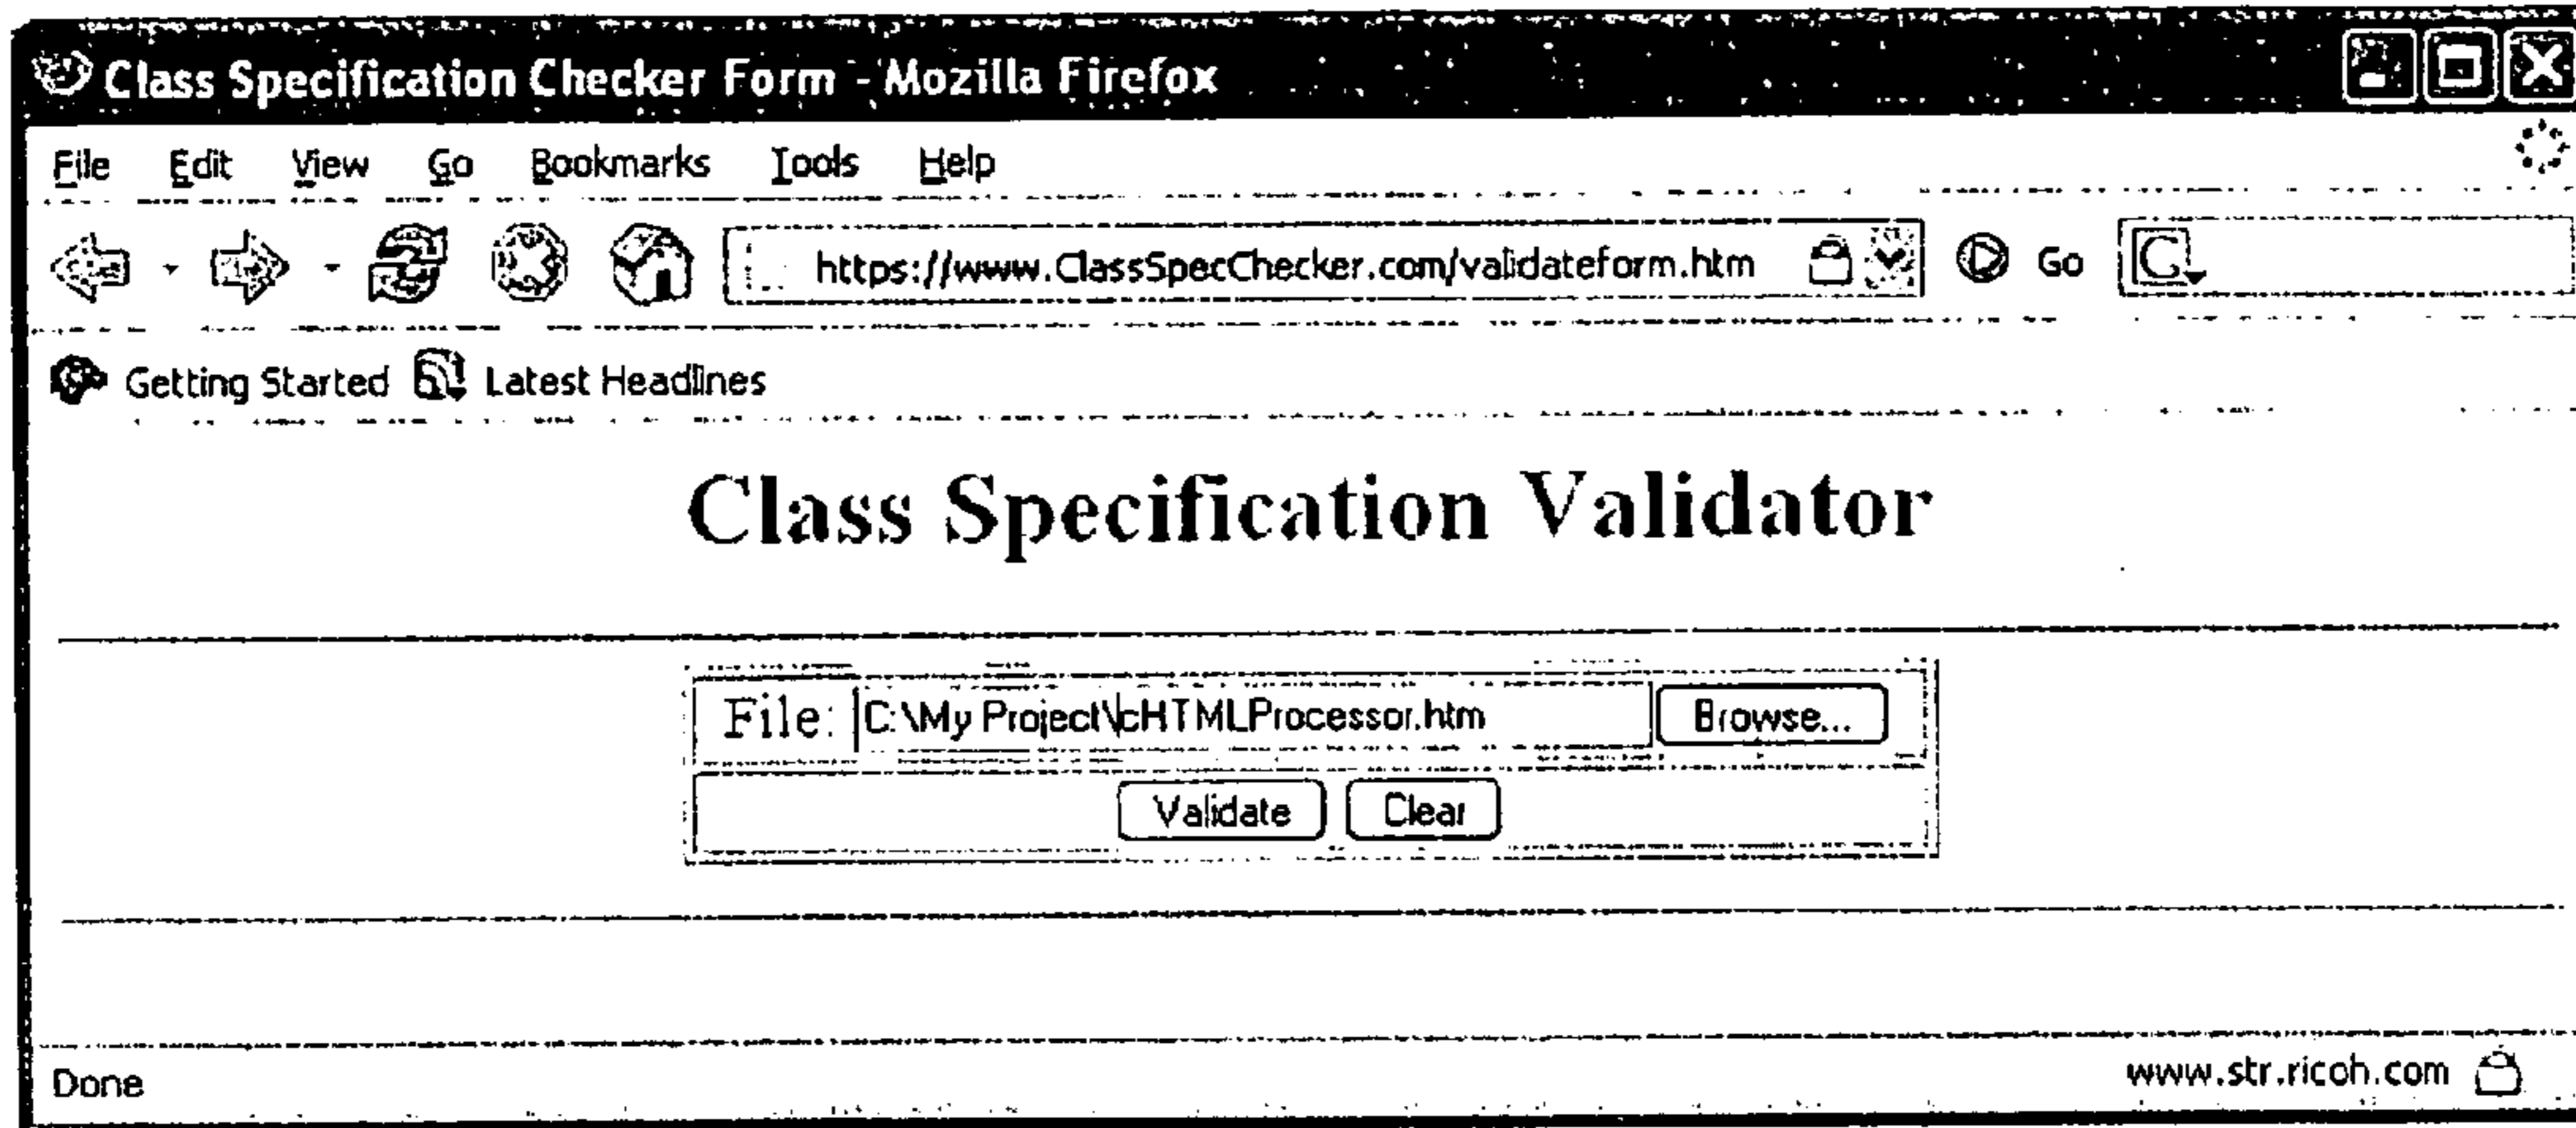 Class Specification Checker Form - Mozilla Firefox
File Edit View Go Bookmarks Tools Help
https://www.ClassSpecChecker.com/validateform.htm Go G
Getting Started Latest Headlines
Class Specification Validator
File: C:\My Project\cHTMLProcessor.htm Browse...
Validate Clear
Done www.str.ricoh.com